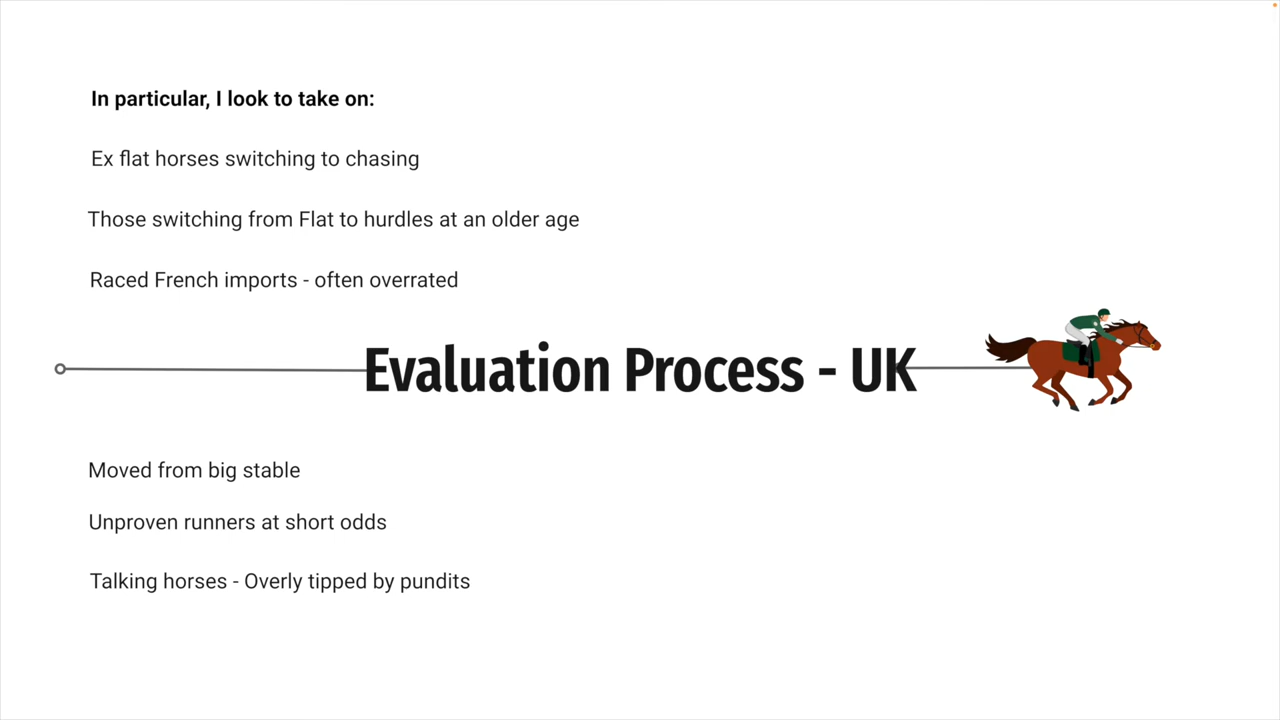 In particular, I look to take on:
Ex flat horses switching to chasing
Those switching from Flat to hurdles at an older age
Raced French imports - often overrated
Evaluation Process - UK
Moved from big stable
Unproven runners at short odds
Talking horses - Overly tipped by pundits